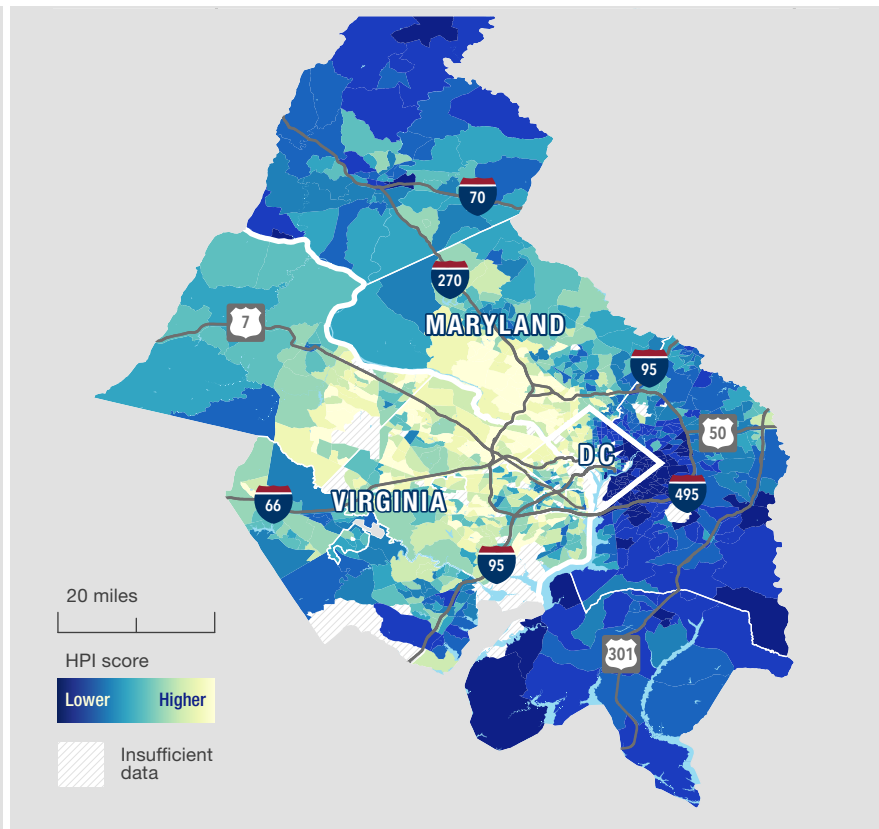 70
270
7
MARYLAND
95
50
DC
495
66
VIRGINIA
95
20 miles
301
HPI score
Lower Higher
Insufficient
data